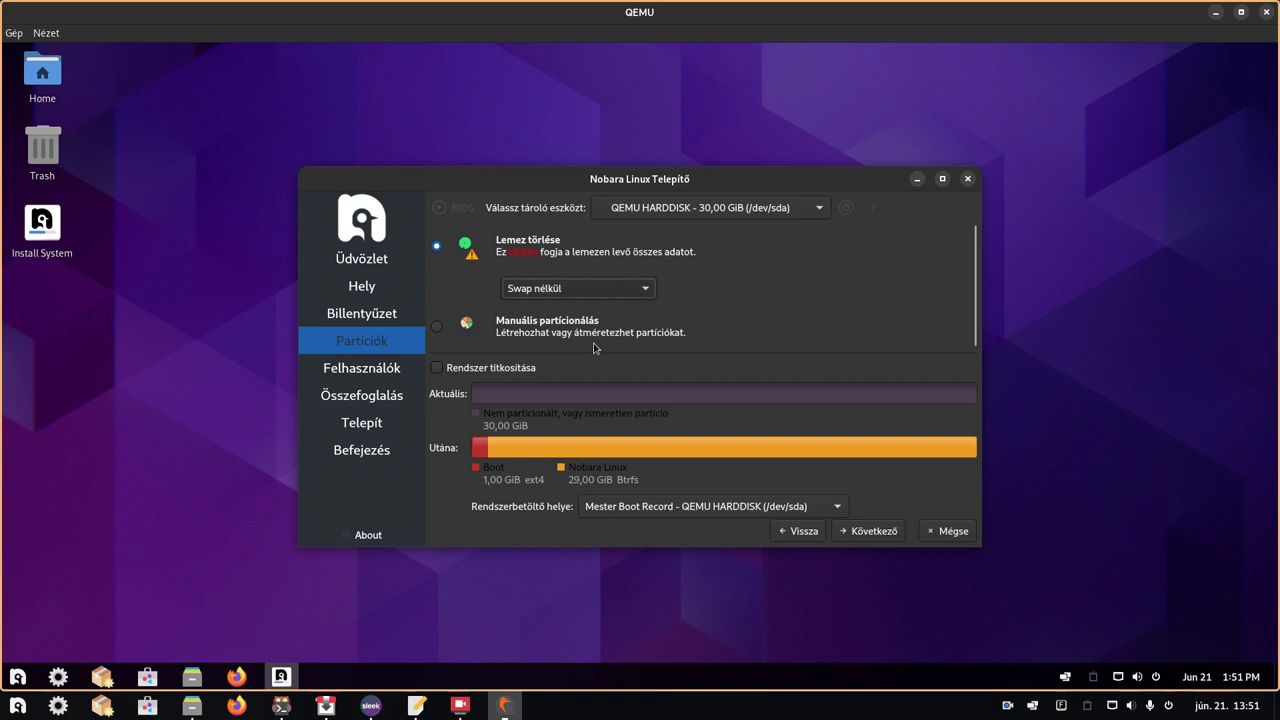 QEMU
Gép Nézet
Home
Trash
Install System
Nobara Linux Telepítő
Üdvözlet
Hely
Billentyűzet
Partíciók
Felhasználók
Összefoglalás
Telepít
Befejezés
About
BIOS Válassz tároló eszközt: QEMU HARDDISK - 30,00 GiB (/dev/sda) ?
Lemez törlése
Ez törölni fogja a lemezen levő összes adatot.
Swap nélkül
Manuális partícionálás
Létrehozhat vagy átméretezhet partíciókat.
Rendszer titkosítása
Aktuális:
Nem particionált, vagy ismeretlen partíció
30,00 GiB
Utána:
Boot Nobara Linux
1,00 GiB ext4 29,00 GiB Btrfs
Rendszerbetöltő helye: Mester Boot Record - QEMU HARDDISK (/dev/sda)
Vissza Következő Mégse
Jun 21 1:51 PM
sleek
jún. 21. 13:51